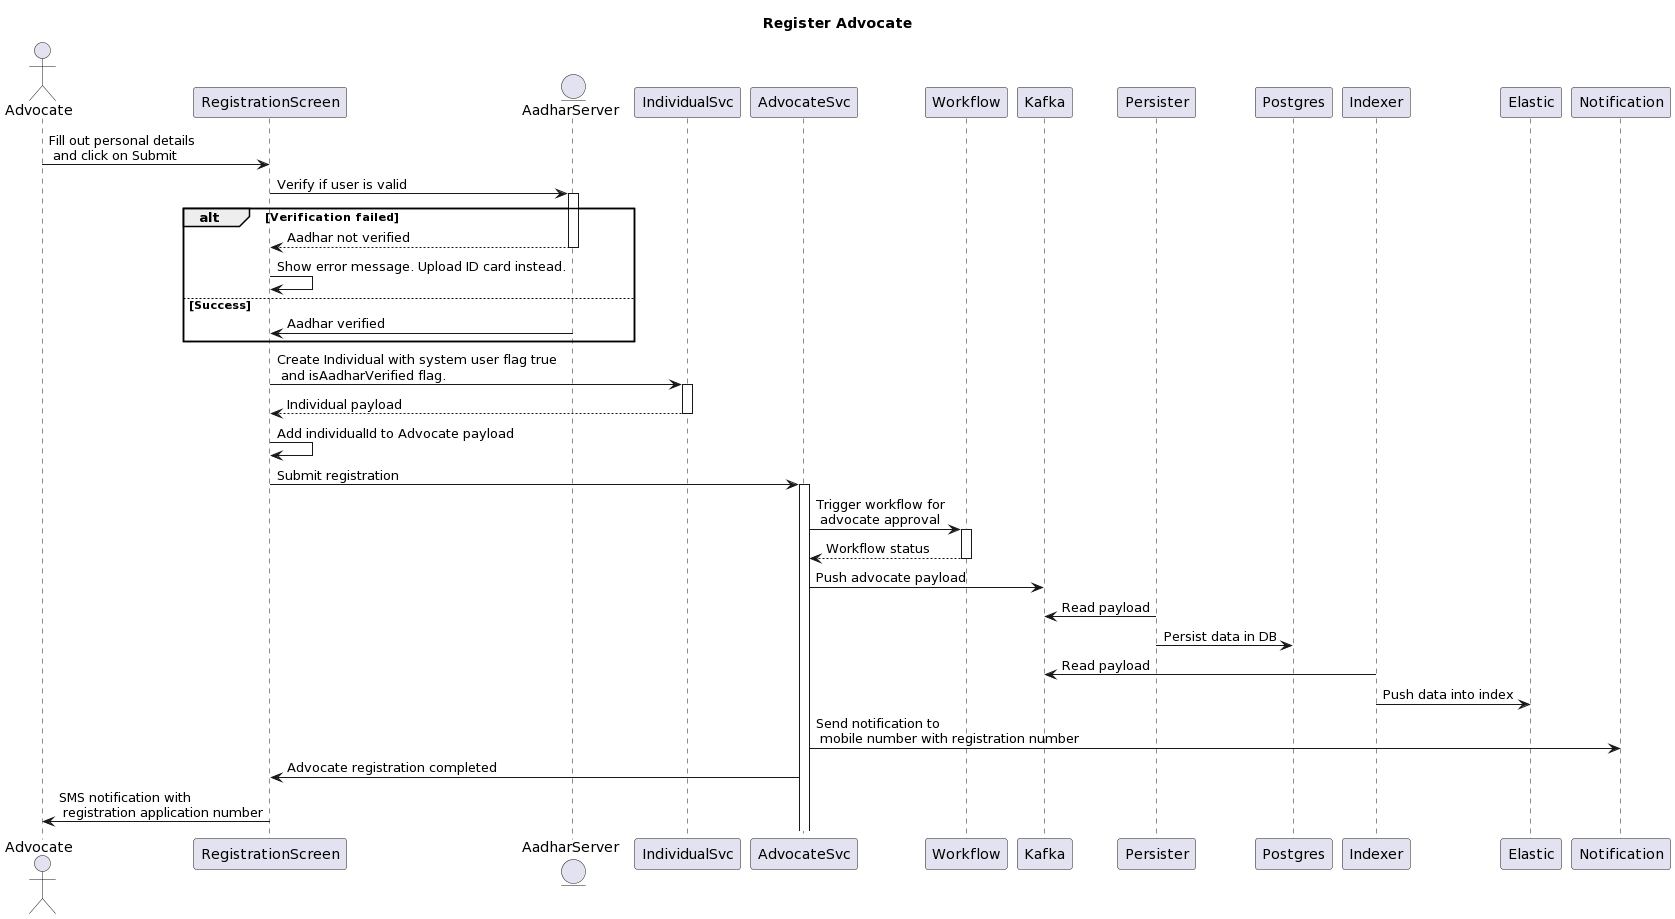 Register Advocate
Advocate
RegistrationScreen
AadharServer
IndividualSvc
AdvocateSvc
Workflow
Kafka
Persister
Postgres
Indexer
Elastic
Notification
Fill out personal details
and click on Submit
Verify if user is valid
alt
[Verification failed]
Aadhar not verified
Show error message. Upload ID card instead.
[Success]
Aadhar verified
Create Individual with system user flag true
and isAadharVerified flag.
Individual payload
Add individualId to Advocate payload
Submit registration
Trigger workflow for
advocate approval
Workflow status
Push advocate payload
Read payload
Persist data in DB
Read payload
Push data into index
Send notification to
mobile number with registration number
Advocate registration completed
SMS notification with
registration application number
Advocate
RegistrationScreen
AadharServer
IndividualSvc
AdvocateSvc
Workflow
Kafka
Persister
Postgres
Indexer
Elastic
Notification